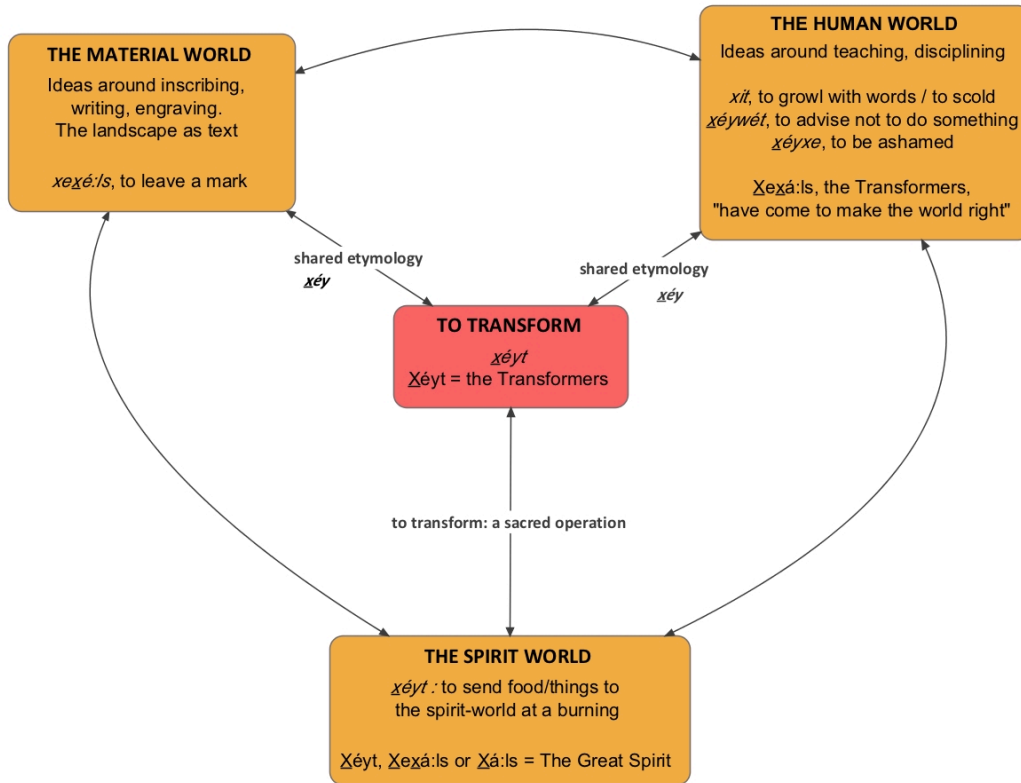 THE MATERIAL WORLD
Ideas around inscribing,
writing, engraving.
The landscape as text
xex̲é:ls, to leave a mark
THE HUMAN WORLD
Ideas around teaching, disciplining
xít, to growl with words / to scold
x̲éywét, to advise not to do something
x̲éyxe, to be ashamed
X̲ex̲á:ls, the Transformers,
"have come to make the world right"
shared etymology
x̲éy
shared etymology
x̲éy
TO TRANSFORM
x̲éyt
X̲éyt = the Transformers
to transform: a sacred operation
THE SPIRIT WORLD
x̲éyt : to send food/things to
the spirit-world at a burning
X̲éyt, X̲ex̲á:ls or X̲á:ls = The Great Spirit